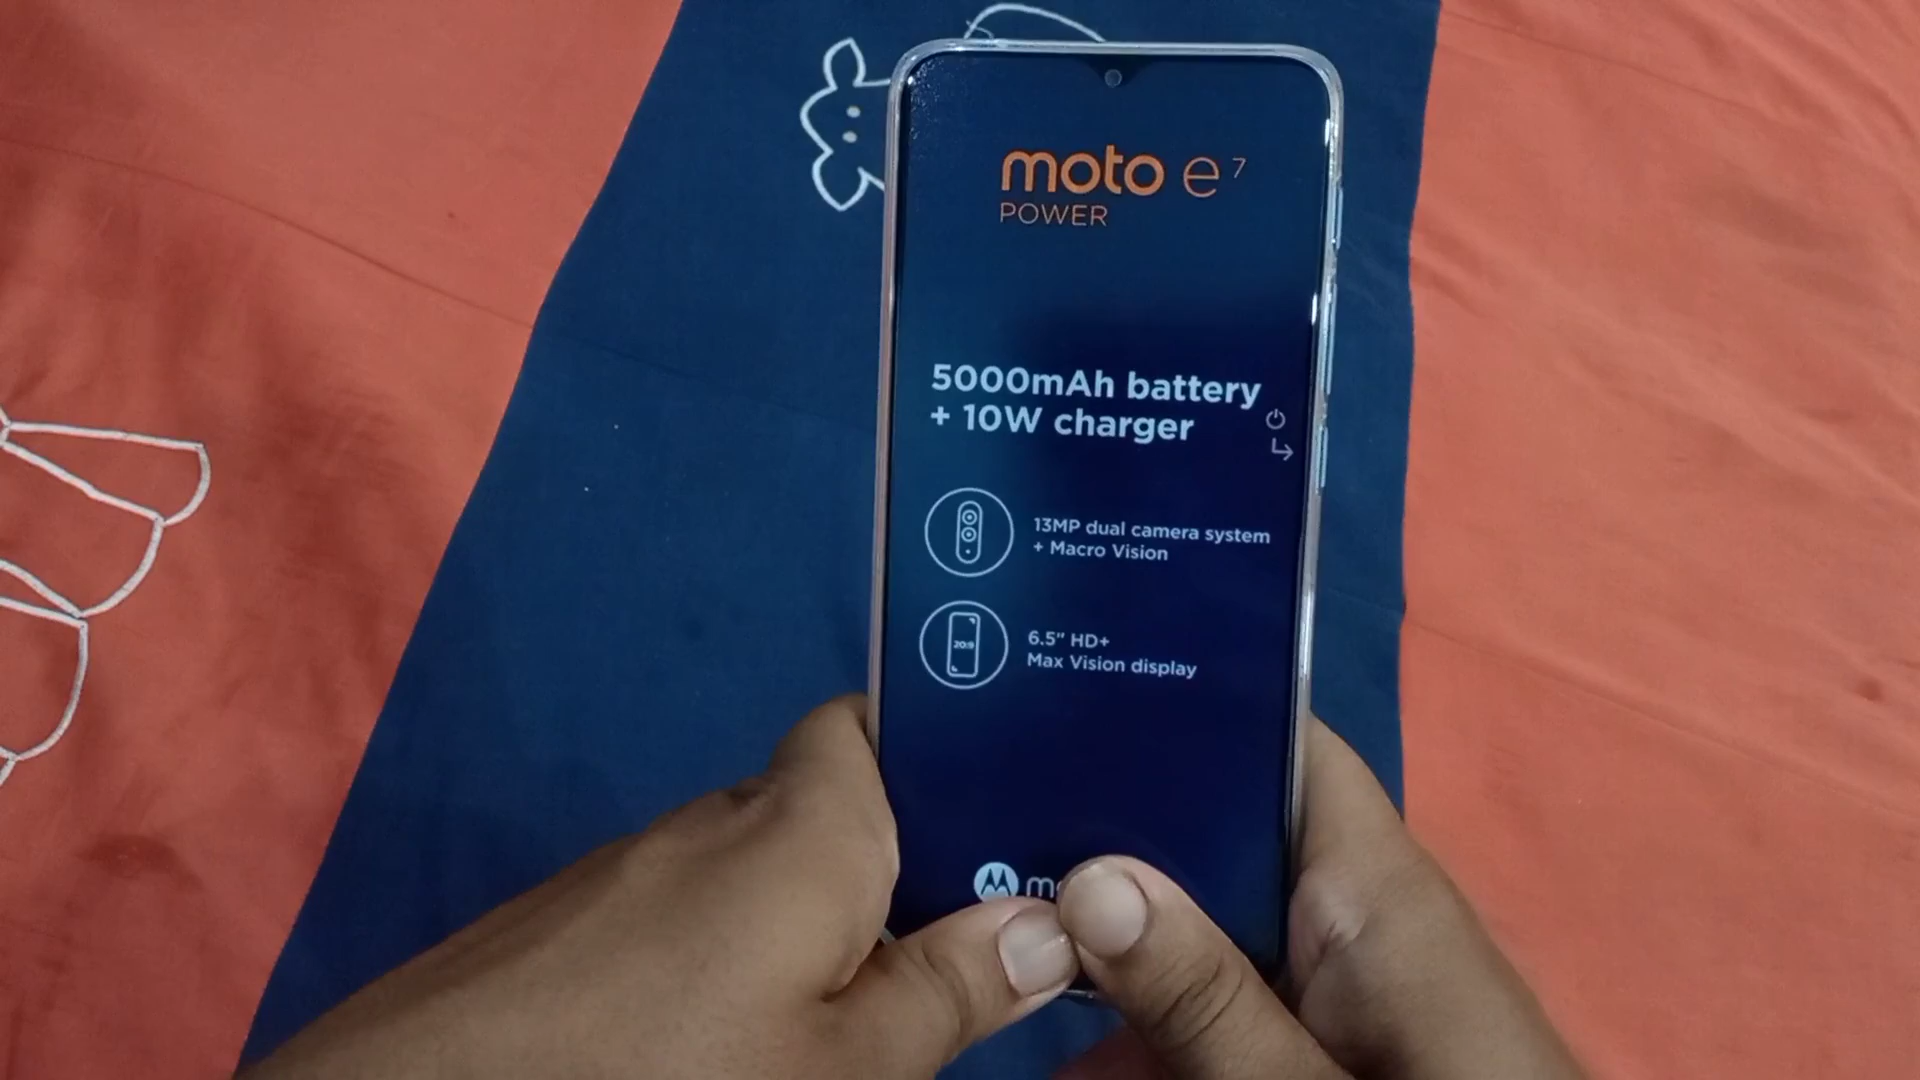 moto e7
POWER
5000mAh battery
+ 10W charger
13MP dual camera system
+ Macro Vision
20:9
6.5" HD+
Max Vision display